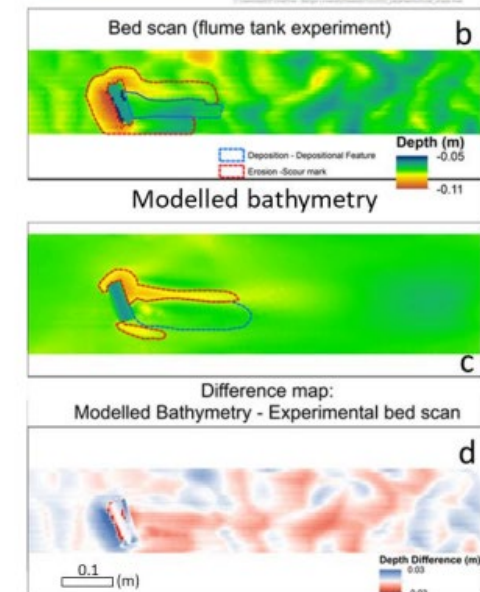 Bed scan (flume tank experiment)
b
Deposition - Depositional Feature
Erosion -Scour mark
Depth (m)
-0.05
-0.11
Modelled bathymetry
c
Difference map:
Modelled Bathymetry - Experimental bed scan
d
0.1
(m)
Depth Difference (m)
0.03